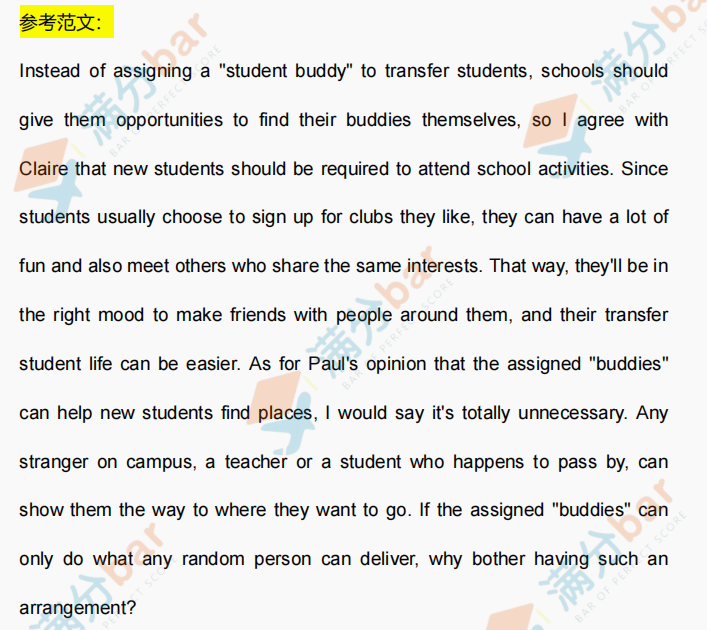 参考范文：
Instead of assigning a "student buddy" to transfer students, schools should
give them opportunities to find their buddies themselves, so I agree with
Claire that new students should be required to attend school activities. Since
students usually choose to sign up for clubs they like, they can have a lot of
fun and also meet others who share the same interests. That way, they'll be in
the right mood to make friends with people around them, and their transfer
student life can be easier. As for Paul's opinion that the assigned "buddies"
can help new students find places, I would say it's totally unnecessary. Any
stranger on campus, a teacher or a student who happens to pass by, can
show them the way to where they want to go. If the assigned "buddies" can
only do what any random person can deliver, why bother having such an
arrangement?
满分bar
BAR OF PERFECT SCORE
满分bar
BAR OF PERFECT SCORE
满分bar
BAR OF PERFECT SCORE
满分bar
BAR OF PERFECT SCORE
满分bar
BAR OF PERFECT SCORE